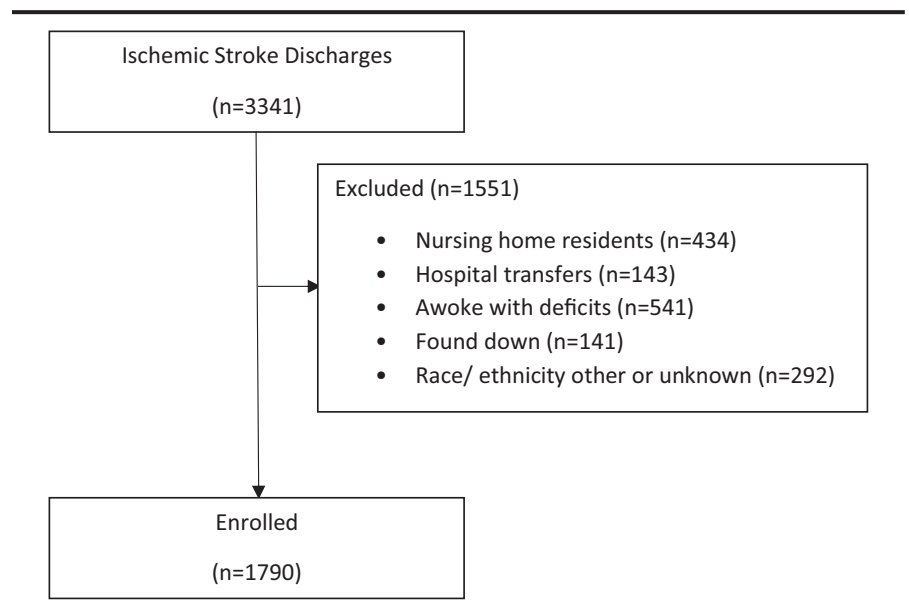 Ischemic Stroke Discharges
(n=3341)
Excluded (n=1551)
• Nursing home residents (n=434)
• Hospital transfers (n=143)
• Awoke with deficits (n=541)
• Found down (n=141)
• Race/ ethnicity other or unknown (n=292)
Enrolled
(n=1790)